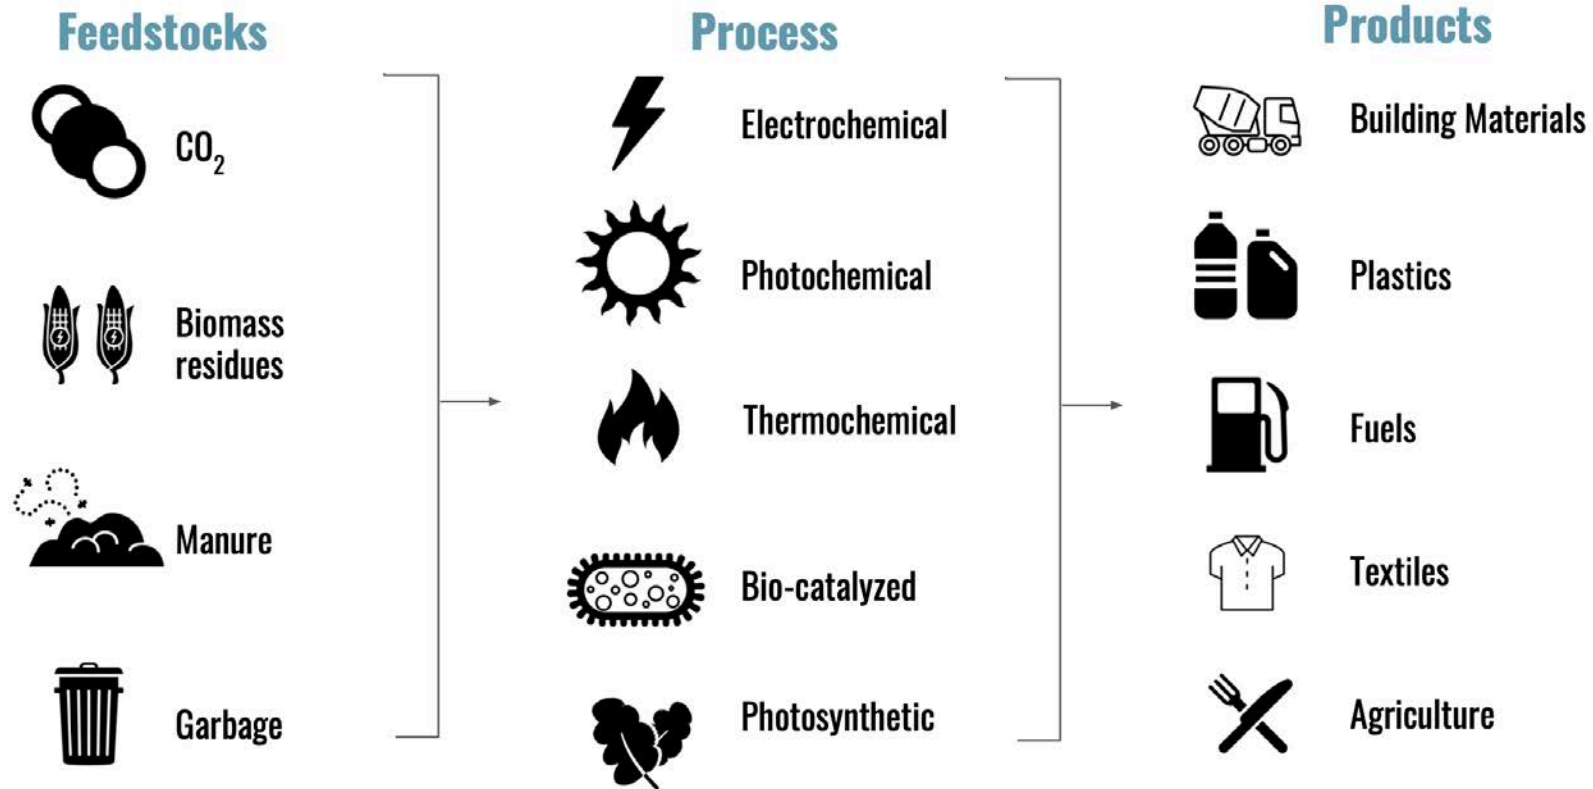 Feedstocks
CO₂
Biomass
residues
Manure
Garbage
Process
Electrochemical
Photochemical
Thermochemical
Bio-catalyzed
Photosynthetic
Products
Building Materials
Plastics
Fuels
Textiles
Agriculture